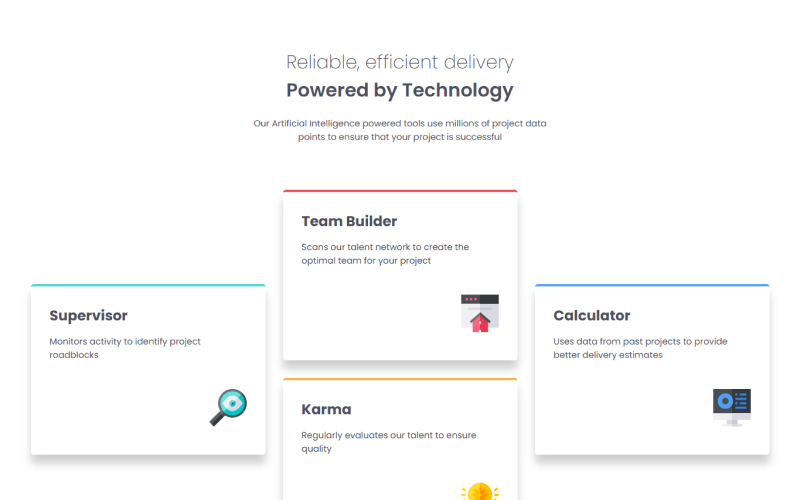 Reliable, efficient delivery
Powered by Technology
Our Artificial Intelligence powered tools use millions of project data
points to ensure that your project is successful
Team Builder
Scans our talent network to create the
optimal team for your project
Supervisor
Monitors activity to identify project
roadblocks
Calculator
Uses data from past projects to provide
better delivery estimates
Karma
Regularly evaluates our talent to ensure
quality